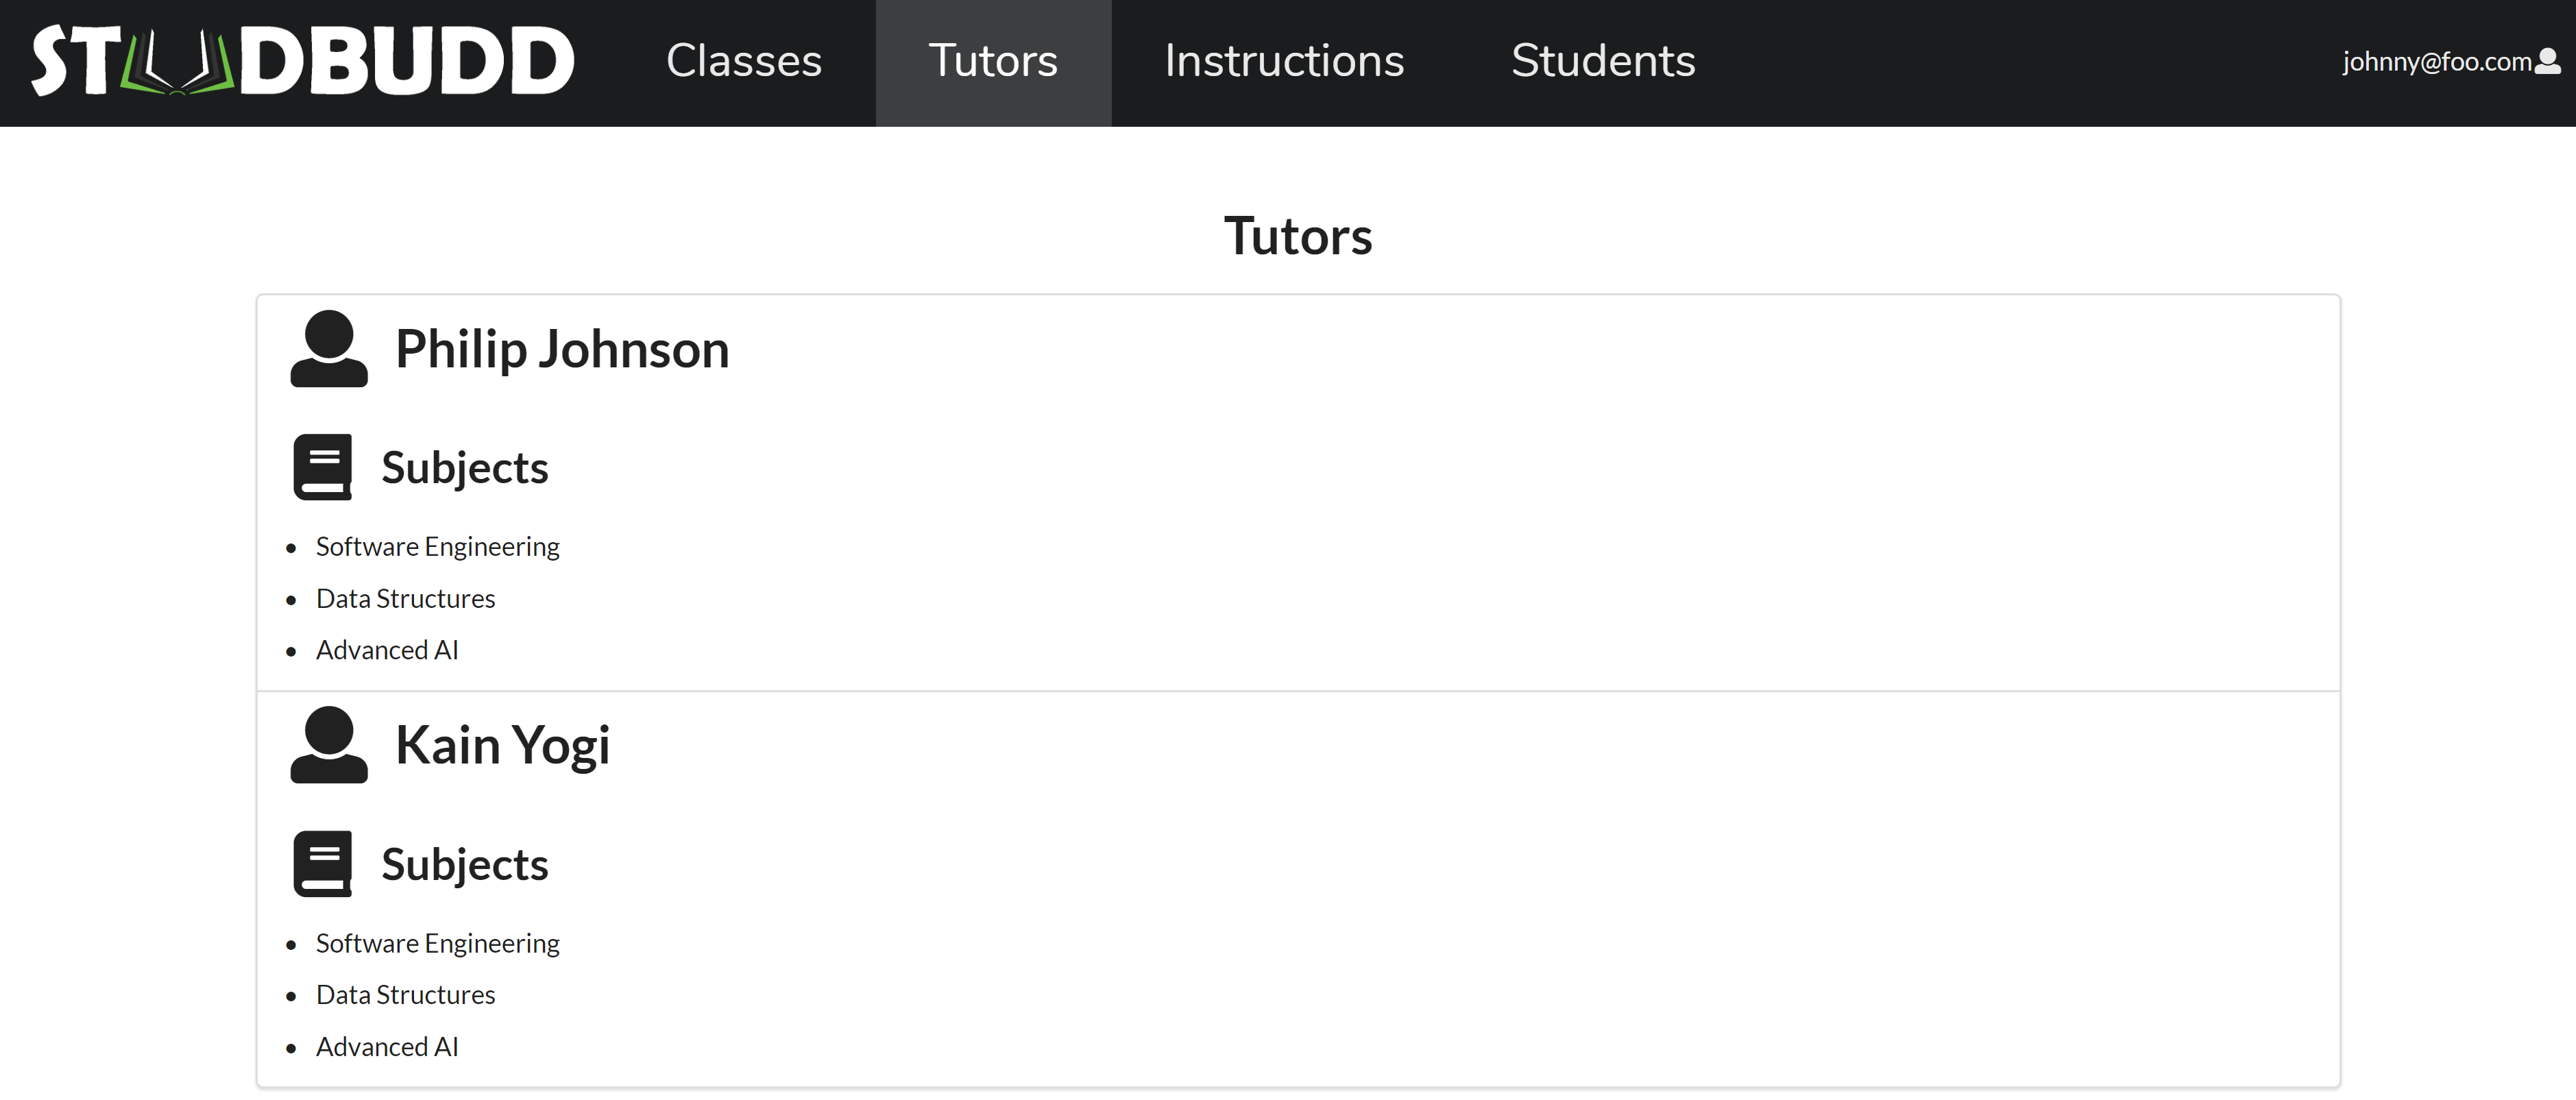 STUDBUDD Classes Tutors Instructions Students johnny@foo.com
Tutors
Philip Johnson
Subjects
• Software Engineering
• Data Structures
• Advanced AI
Kain Yogi
Subjects
• Software Engineering
• Data Structures
• Advanced AI